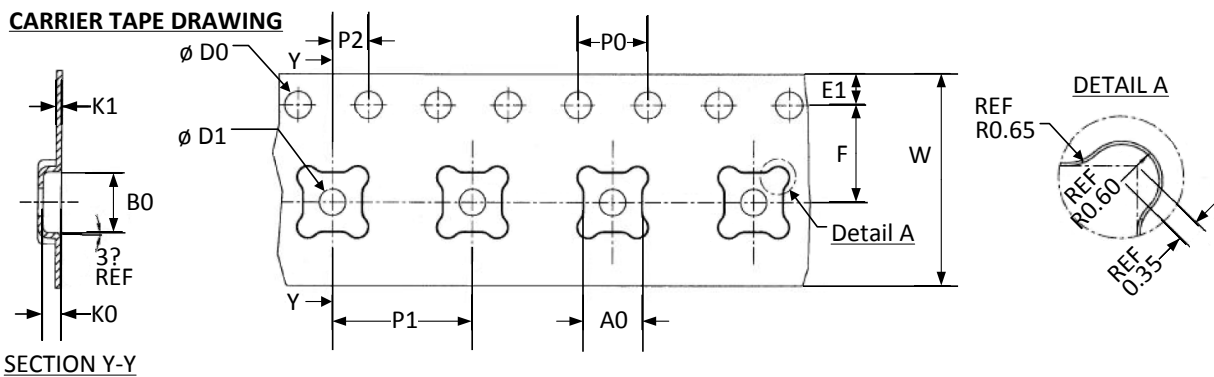 CARRIER TAPE DRAWING
ø D0
Y
P2
P0
K1
E1
DETAIL A
REF
R0.65
ø D1
F
W
B0
REF
R0.60
3?
REF
Detail A
REF
0.35
Y
K0
P1
A0
SECTION Y-Y